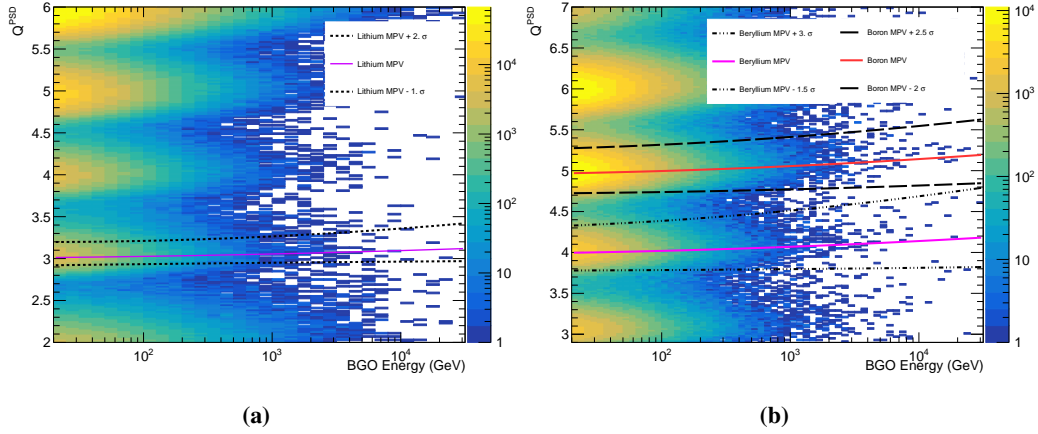 Q^PSD
6
5.5
5
4.5
4
3.5
3
2.5
2
Lithium MPV + 2. σ
Lithium MPV
Lithium MPV - 1. σ
10^4
10^3
10^2
10
1
10^2
10^3
10^4
BGO Energy (GeV)
(a)
Q^PSD
7
6.5
6
5.5
5
4.5
4
3.5
3
Beryllium MPV + 3. σ
Boron MPV + 2.5 σ
Beryllium MPV
Boron MPV
Beryllium MPV - 1.5 σ
Boron MPV - 2 σ
10^4
10^3
10^2
10
1
10^2
10^3
10^4
BGO Energy (GeV)
(b)